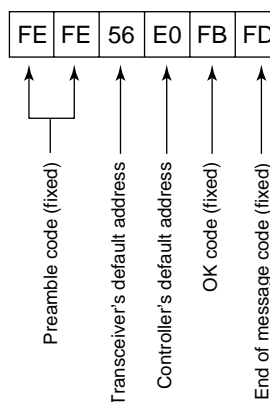 FE FE 56 E0 FB FD
Preamble code (fixed)
Transceiver's default address
Controller's default address
OK code (fixed)
End of message code (fixed)